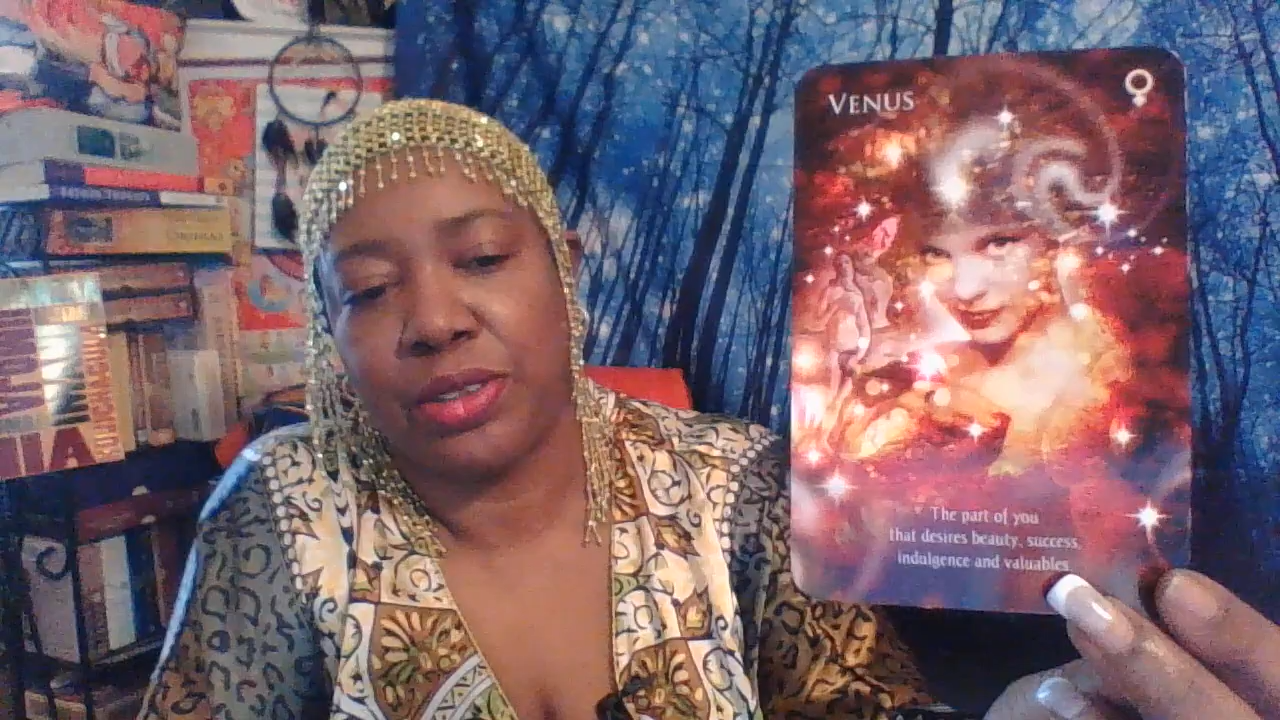 VENUS
The part of you
that desires beauty, success,
indulgence and valuables